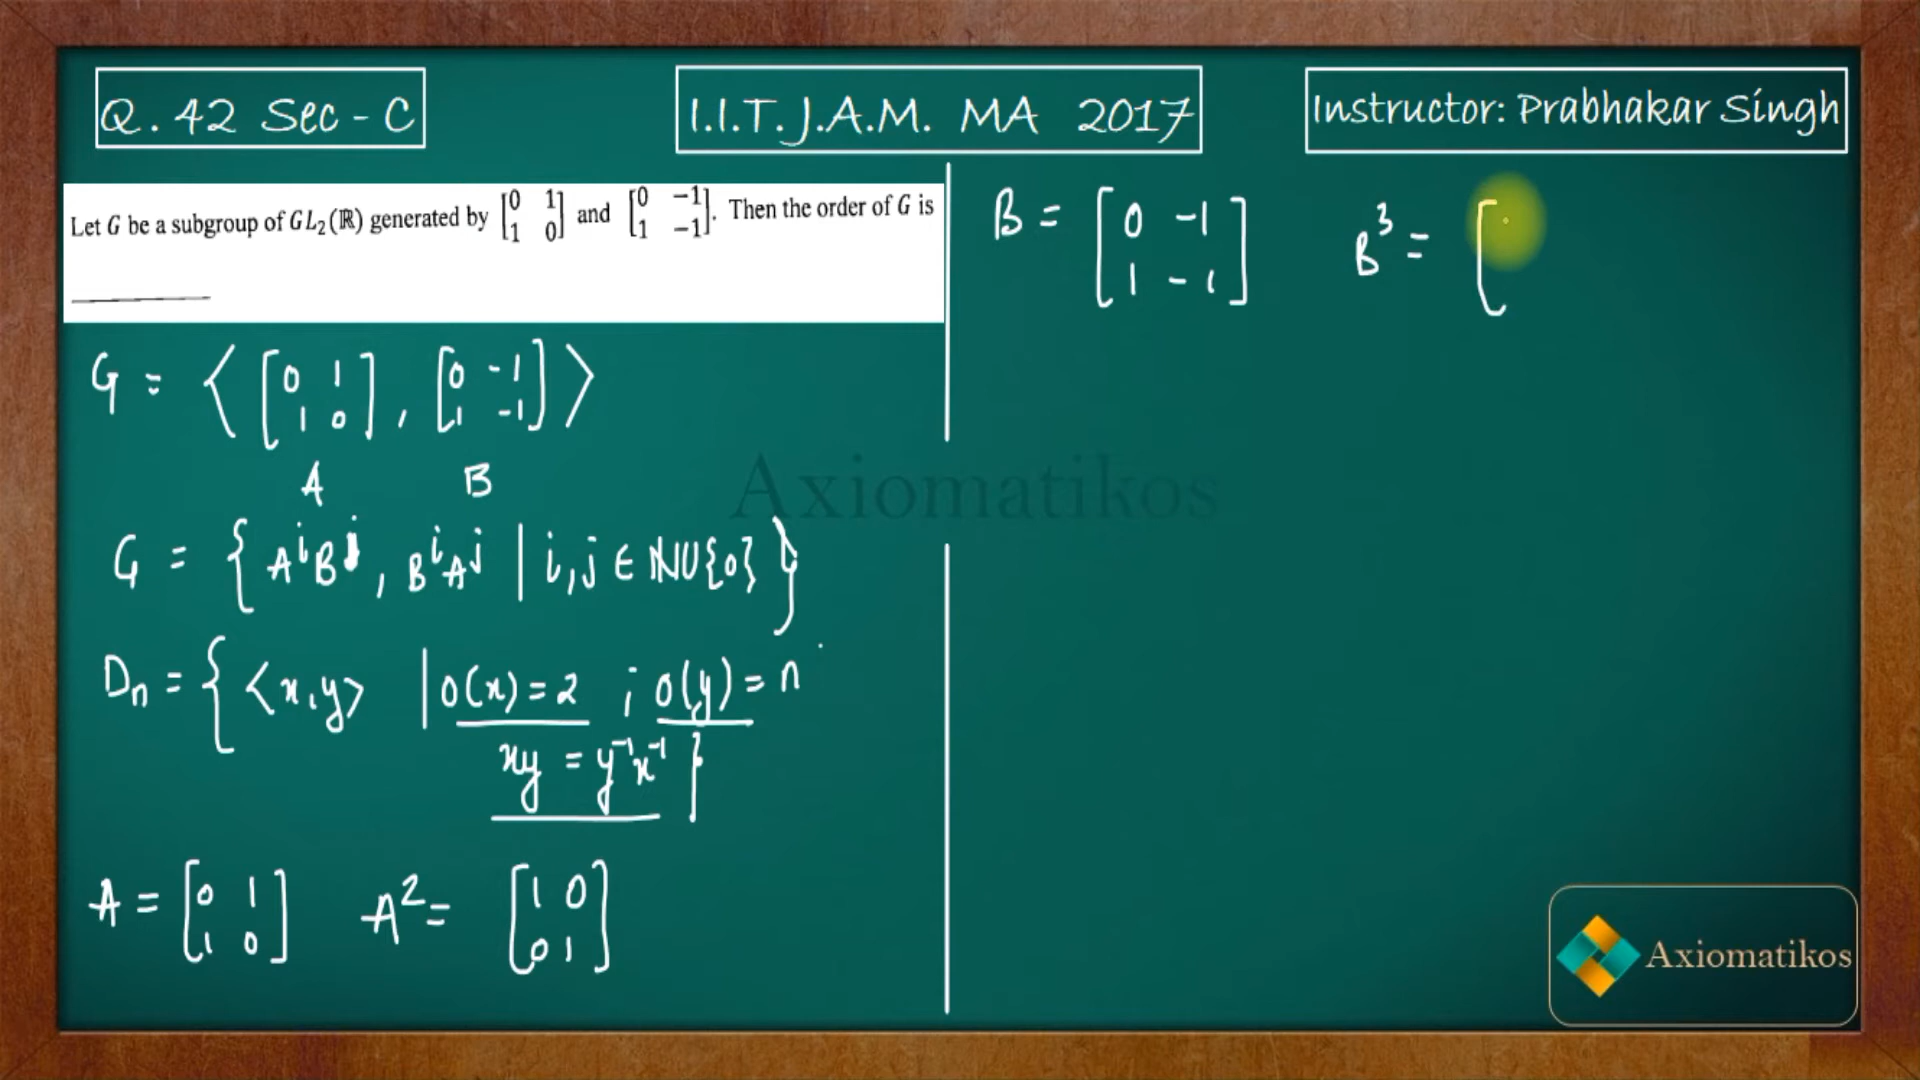 Q. 42 Sec - C
I.I.T. J.A.M. MA 2017
Instructor: Prabhakar Singh
Let G be a subgroup of GL₂(ℝ) generated by [0 1; 1 0] and [0 −1; 1 −1]. Then the order of G is
__________
G = ⟨ [0 1; 1 0], [0 -1; 1 -1] ⟩
A B
G = { A^i B^j, B^i A^j | i, j ∈ ℕU{0} }
Dn = { <x, y> | o(x) = 2 ; o(y) = n
xy = y⁻¹x⁻¹ }
A = [0 1; 1 0] A² = [1 0; 0 1]
B = [0 -1; 1 -1] B³ = [
Axiomatikos
Axiomatikos